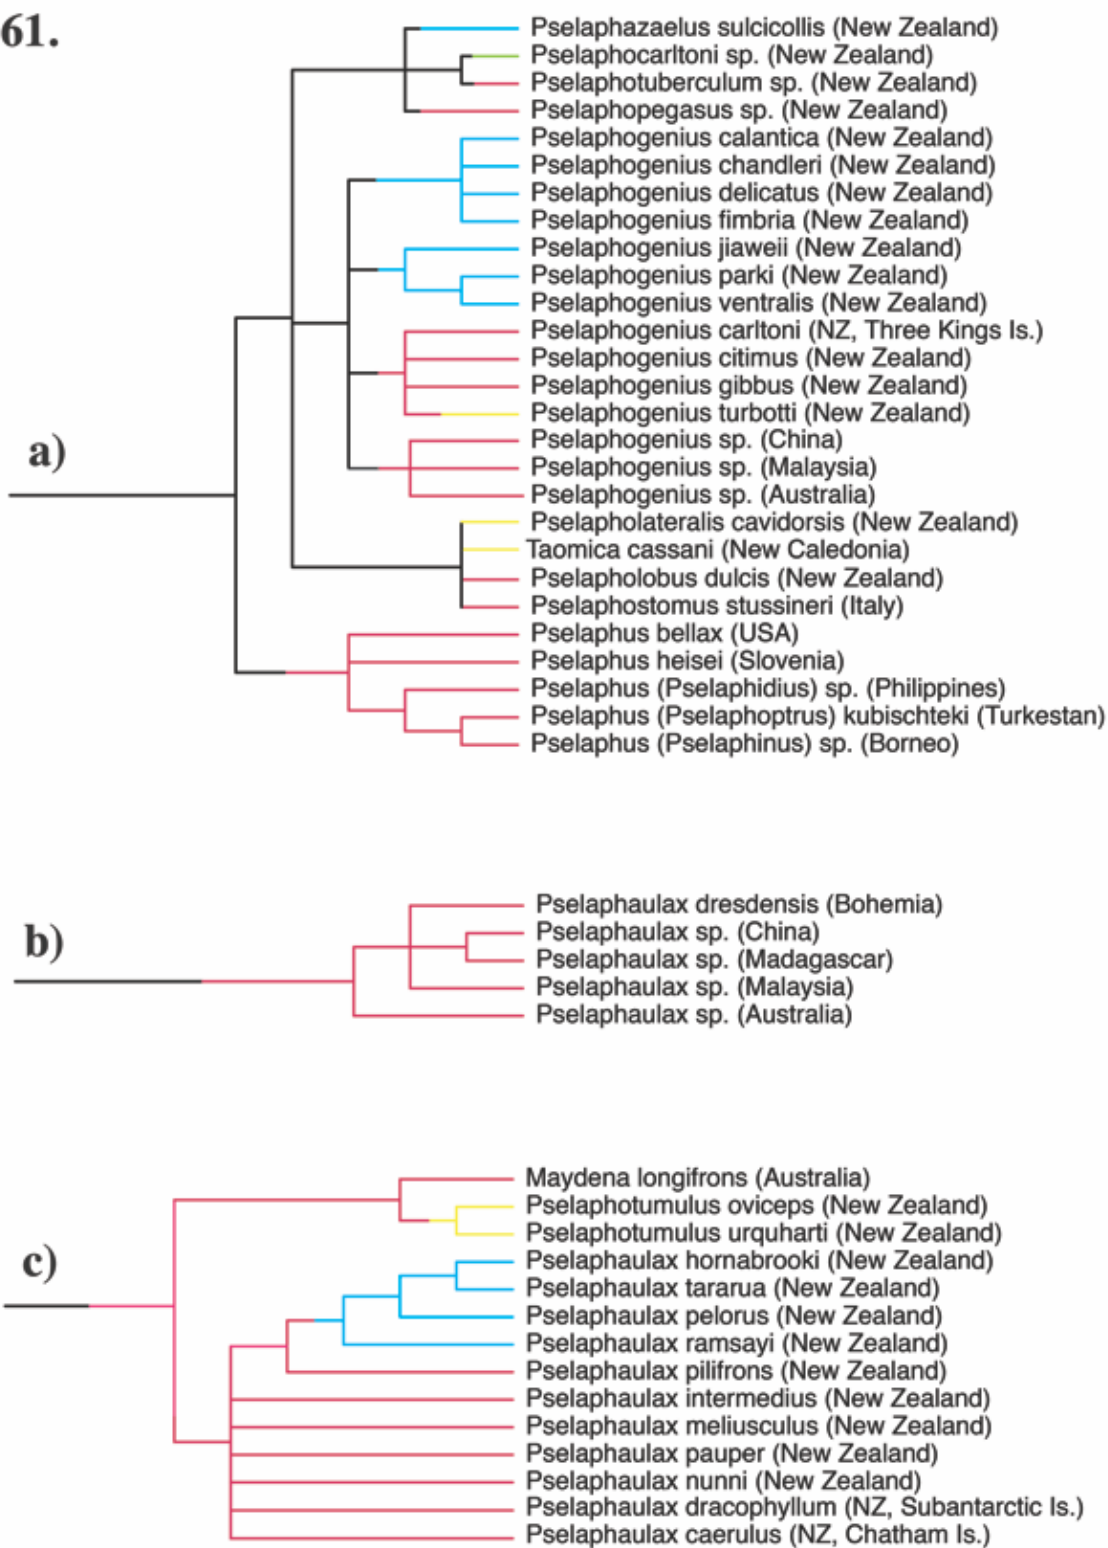 61.
Pselaphazaelus sulcicollis (New Zealand)
Pselaphocarltoni sp. (New Zealand)
Pselaphotuberculum sp. (New Zealand)
Pselaphopegasus sp. (New Zealand)
Pselaphogenius calantica (New Zealand)
Pselaphogenius chandleri (New Zealand)
Pselaphogenius delicatus (New Zealand)
Pselaphogenius fimbria (New Zealand)
Pselaphogenius jiaweii (New Zealand)
Pselaphogenius parki (New Zealand)
Pselaphogenius ventralis (New Zealand)
Pselaphogenius carltoni (NZ, Three Kings Is.)
Pselaphogenius citimus (New Zealand)
Pselaphogenius gibbus (New Zealand)
Pselaphogenius turbotti (New Zealand)
a)
Pselaphogenius sp. (China)
Pselaphogenius sp. (Malaysia)
Pselaphogenius sp. (Australia)
Pselapholateralis cavidorsis (New Zealand)
Taomica cassani (New Caledonia)
Pselapholobus dulcis (New Zealand)
Pselaphostomus stussineri (Italy)
Pselaphus bellax (USA)
Pselaphus heisei (Slovenia)
Pselaphus (Pselaphidius) sp. (Philippines)
Pselaphus (Pselaphoptrus) kubischteki (Turkestan)
Pselaphus (Pselaphinus) sp. (Borneo)
b)
Pselaphaulax dresdensis (Bohemia)
Pselaphaulax sp. (China)
Pselaphaulax sp. (Madagascar)
Pselaphaulax sp. (Malaysia)
Pselaphaulax sp. (Australia)
c)
Maydena longifrons (Australia)
Pselaphotumulus oviceps (New Zealand)
Pselaphotumulus urquharti (New Zealand)
Pselaphaulax hornabrooki (New Zealand)
Pselaphaulax tararua (New Zealand)
Pselaphaulax pelorus (New Zealand)
Pselaphaulax ramsayi (New Zealand)
Pselaphaulax pilifrons (New Zealand)
Pselaphaulax intermedius (New Zealand)
Pselaphaulax meliusculus (New Zealand)
Pselaphaulax pauper (New Zealand)
Pselaphaulax nunni (New Zealand)
Pselaphaulax dracophyllum (NZ, Subantarctic Is.)
Pselaphaulax caerulus (NZ, Chatham Is.)